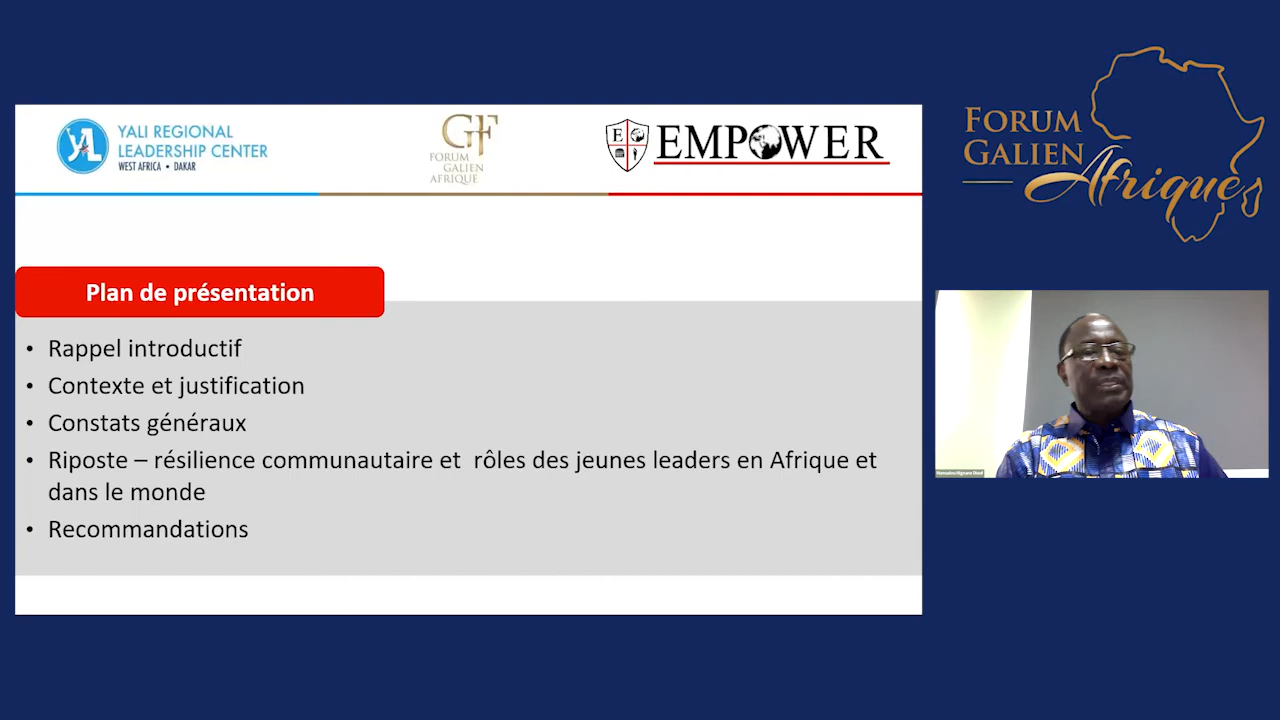 YALI REGIONAL
LEADERSHIP CENTER
WEST AFRICA • DAKAR
GF
FORUM
GALIEN
AFRIQUE
E
EMPOWER
FORUM
GALIEN
Afrique
Plan de présentation
• Rappel introductif
• Contexte et justification
• Constats généraux
• Riposte – résilience communautaire et rôles des jeunes leaders en Afrique et
dans le monde
• Recommandations